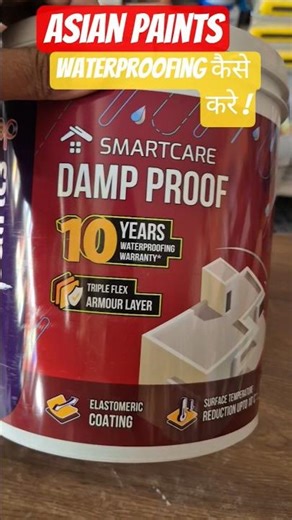 ASIAN PAINTS
WATERPROOFING कैसे
करे !
SMARTCARE
DAMP PROOF
10 YEARS
WATERPROOFING
WARRANTY*
TRIPLE FLEX
ARMOUR LAYER
ELASTOMERIC
COATING
SURFACE TEMPERATURE
REDUCTION UPTO